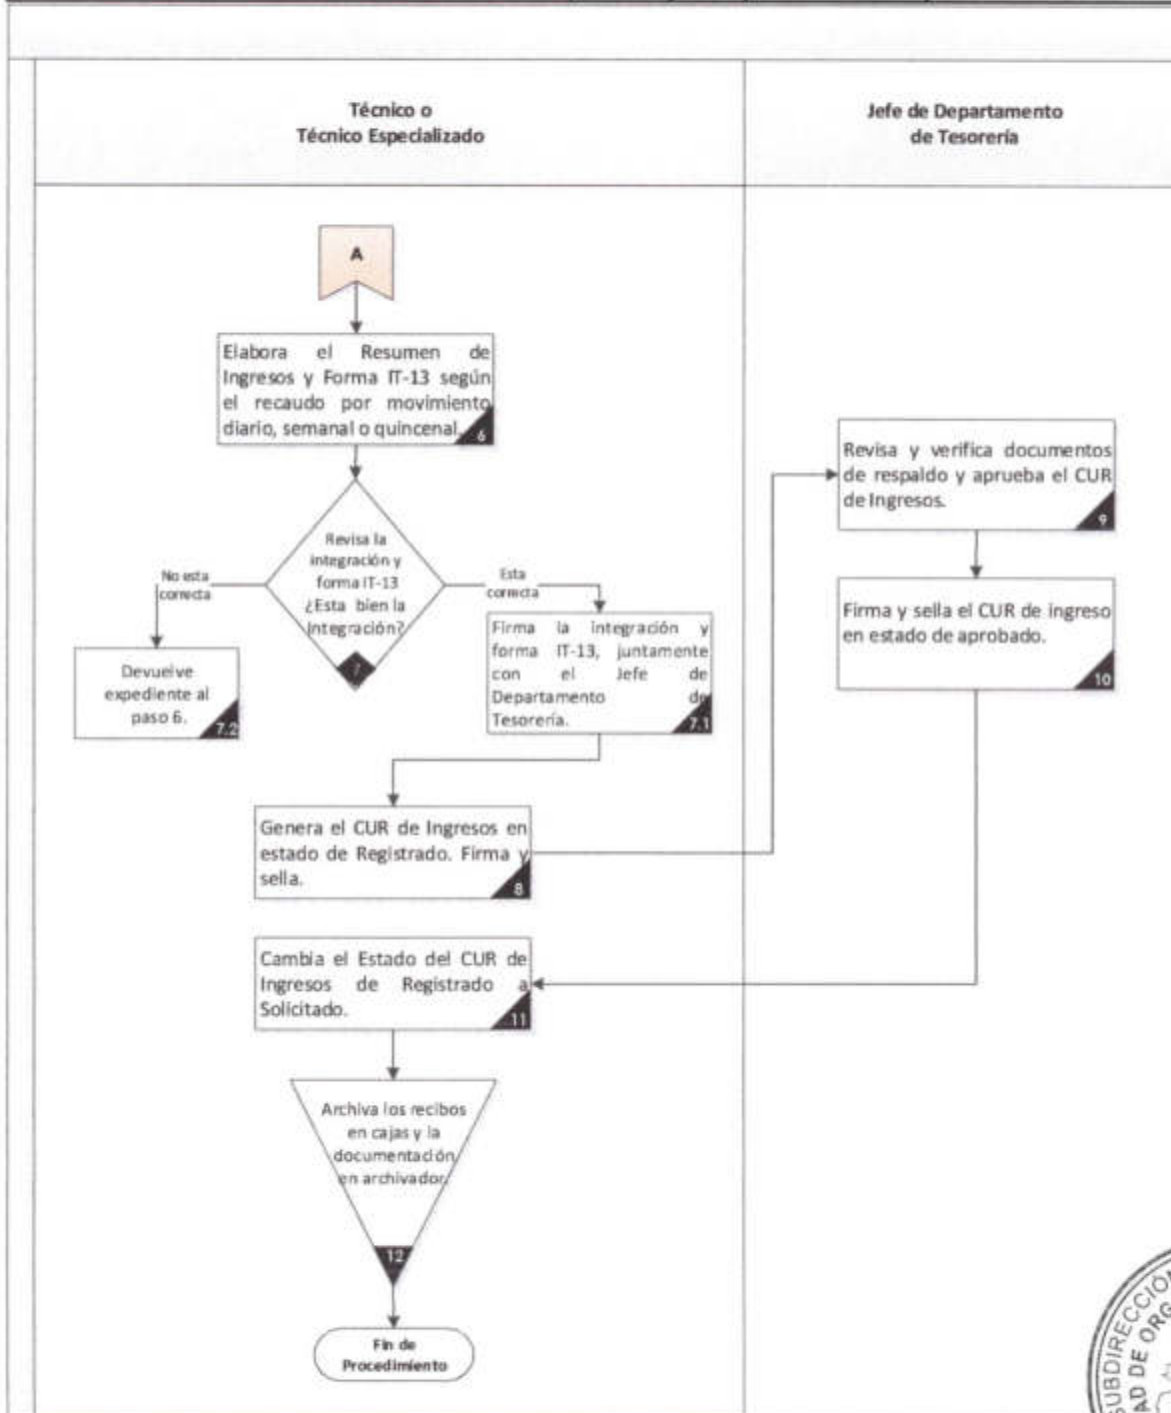 Técnico o
Técnico Especializado
Jefe de Departamento
de Tesorería
A
Elabora el Resumen de
Ingresos y Forma IT-13 según
el recaudo por movimiento
diario, semanal o quincenal.
6
Revisa la
integración y
forma IT-13
¿Esta bien la
Integración?
7
No esta
correcta
Esta
correcta
Devuelve
expediente al
paso 6.
7.2
Firma la integración y
forma IT-13, juntamente
con el Jefe de
Departamento de
Tesorería.
7.1
Genera el CUR de Ingresos en
estado de Registrado. Firma y
sella.
8
Revisa y verifica documentos
de respaldo y aprueba el CUR
de Ingresos.
9
Firma y sella el CUR de ingreso
en estado de aprobado.
10
Cambia el Estado del CUR de
Ingresos de Registrado a
Solicitado.
11
Archiva los recibos
en cajas y la
documentación
en archivador.
12
Fin de
Procedimiento
SUBDIRECCIÓN
DE ORG